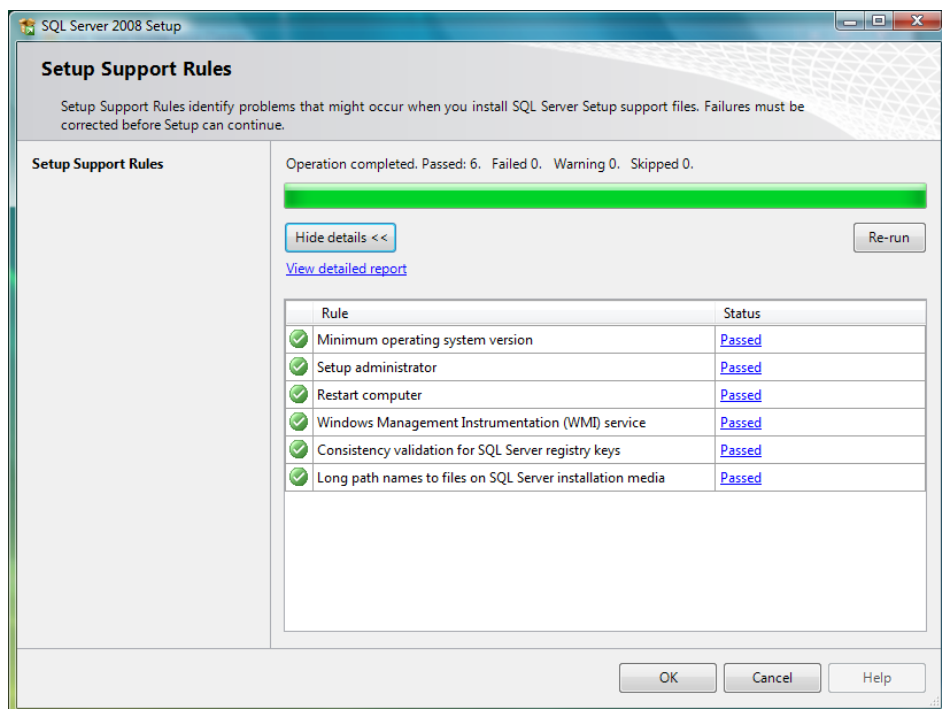 SQL Server 2008 Setup
Setup Support Rules
Setup Support Rules identify problems that might occur when you install SQL Server Setup support files. Failures must be
corrected before Setup can continue.
Setup Support Rules
Operation completed. Passed: 6.   Failed 0.   Warning 0.   Skipped 0.
Hide details <<
Re-run
View detailed report
Rule Status
Minimum operating system version Passed
Setup administrator Passed
Restart computer Passed
Windows Management Instrumentation (WMI) service Passed
Consistency validation for SQL Server registry keys Passed
Long path names to files on SQL Server installation media Passed
OK Cancel Help